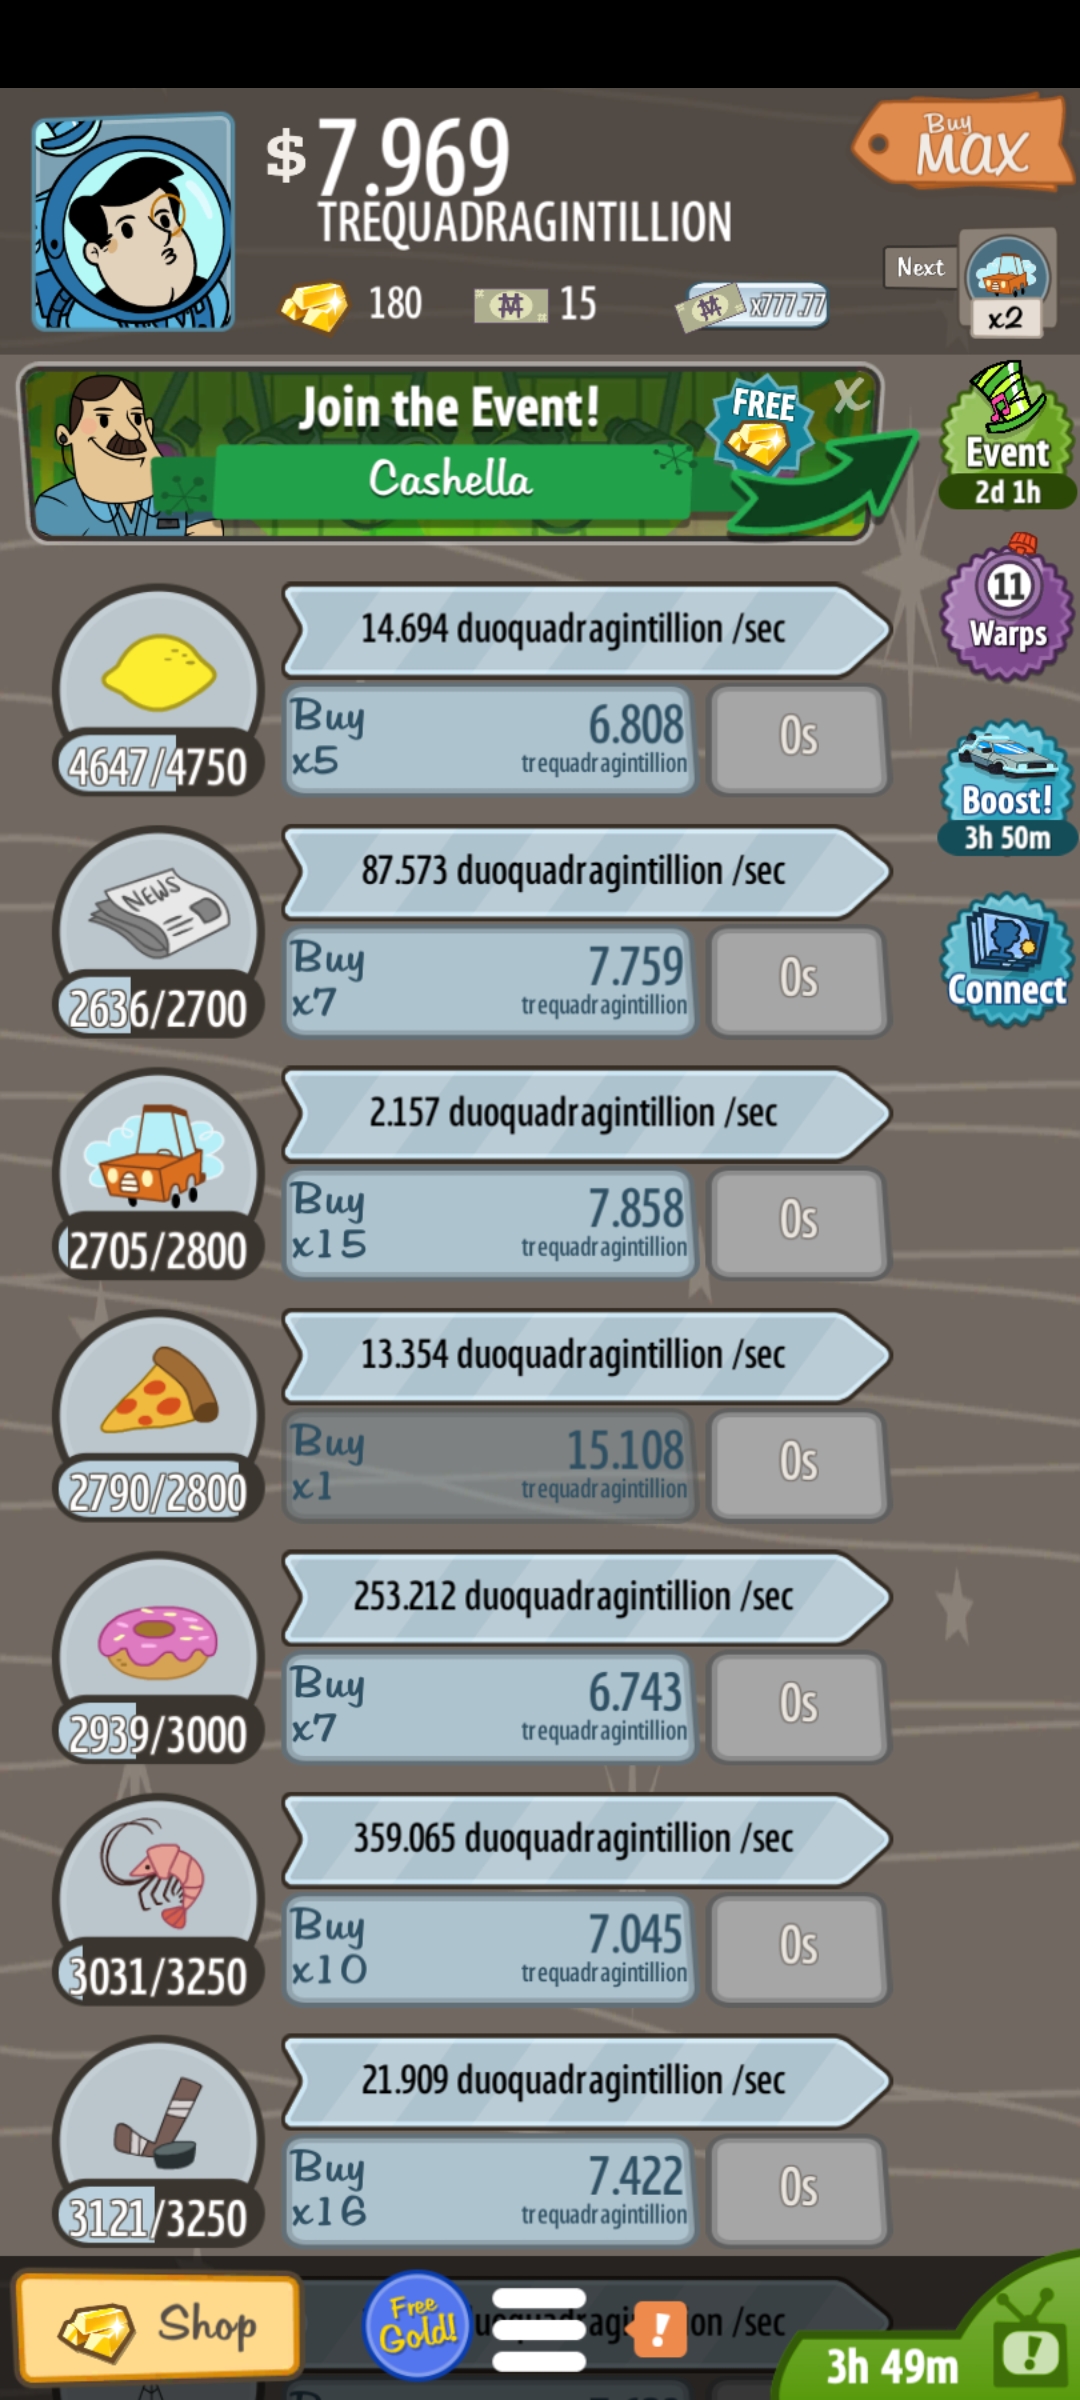 $7.969
TREQUADRAGINTILLION
Buy
MAX
180
15
x777.77
Next
x2
Join the Event!
Cashella
FREE
X
Event
2d 1h
11
Warps
Boost!
3h 50m
Connect
14.694 duoquadragintillion /sec
Buy
x5
6.808
trequadragintillion
0s
4647/4750
NEWS
87.573 duoquadragintillion /sec
Buy
x7
7.759
trequadragintillion
0s
2636/2700
2.157 duoquadragintillion /sec
Buy
x15
7.858
trequadragintillion
0s
2705/2800
13.354 duoquadragintillion /sec
Buy
x1
15.108
trequadragintillion
0s
2790/2800
253.212 duoquadragintillion /sec
Buy
x7
6.743
trequadragintillion
0s
2939/3000
359.065 duoquadragintillion /sec
Buy
x10
7.045
trequadragintillion
0s
3031/3250
21.909 duoquadragintillion /sec
Buy
x16
7.422
trequadragintillion
0s
3121/3250
Shop
Free
Gold!
!
/sec
3h 49m
!
Buy